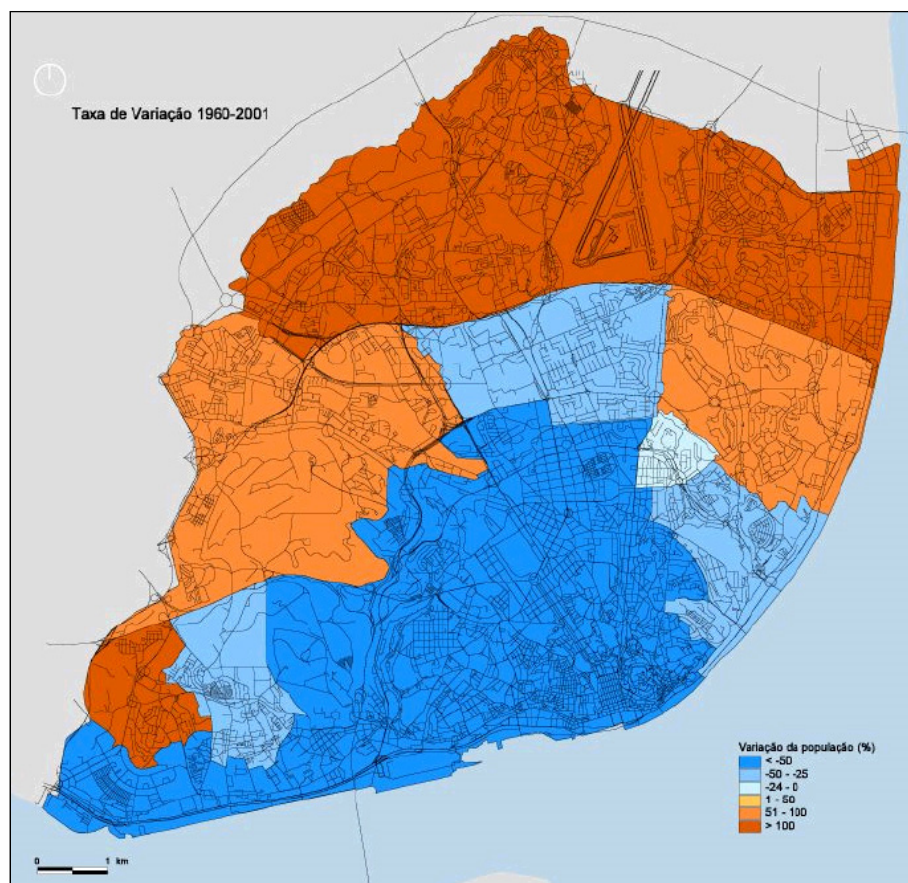 Taxa de Variação 1960-2001
Variação da população (%)
< -50
-50 - -25
-24 - 0
1 - 50
51 - 100
> 100
0 1 km